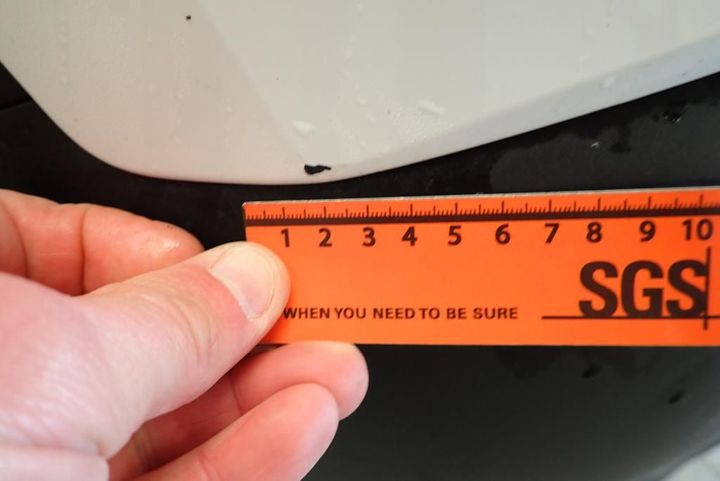 1 2 3 4 5 6 7 8 9 10
SGS
WHEN YOU NEED TO BE SURE